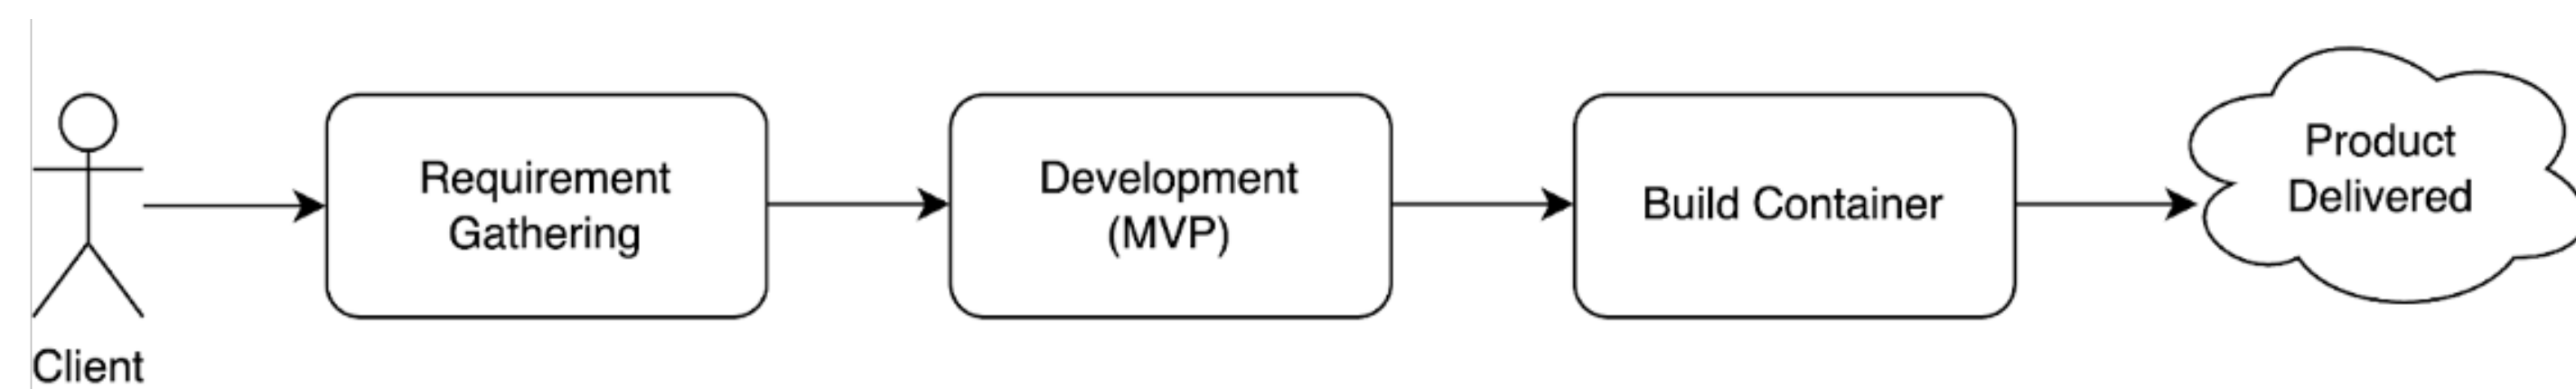 Client
Requirement
Gathering
Development
(MVP)
Build Container
Product
Delivered